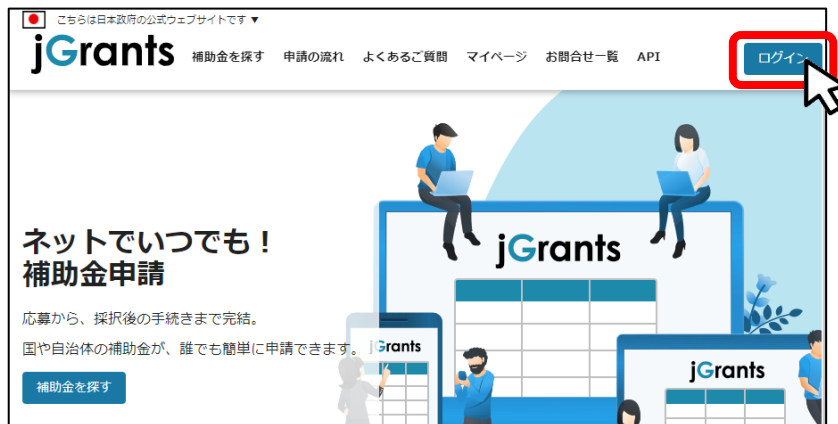 こちらは日本政府の公式ウェブサイトです ▼
jGrants 補助金を探す 申請の流れ よくあるご質問 マイページ お問合せ一覧 API ログイン
ネットでいつでも！
補助金申請
jGrants
応募から、採択後の手続きまで完結。
国や自治体の補助金が、誰でも簡単に申請できます。
jGrants
jGrants
補助金を探す